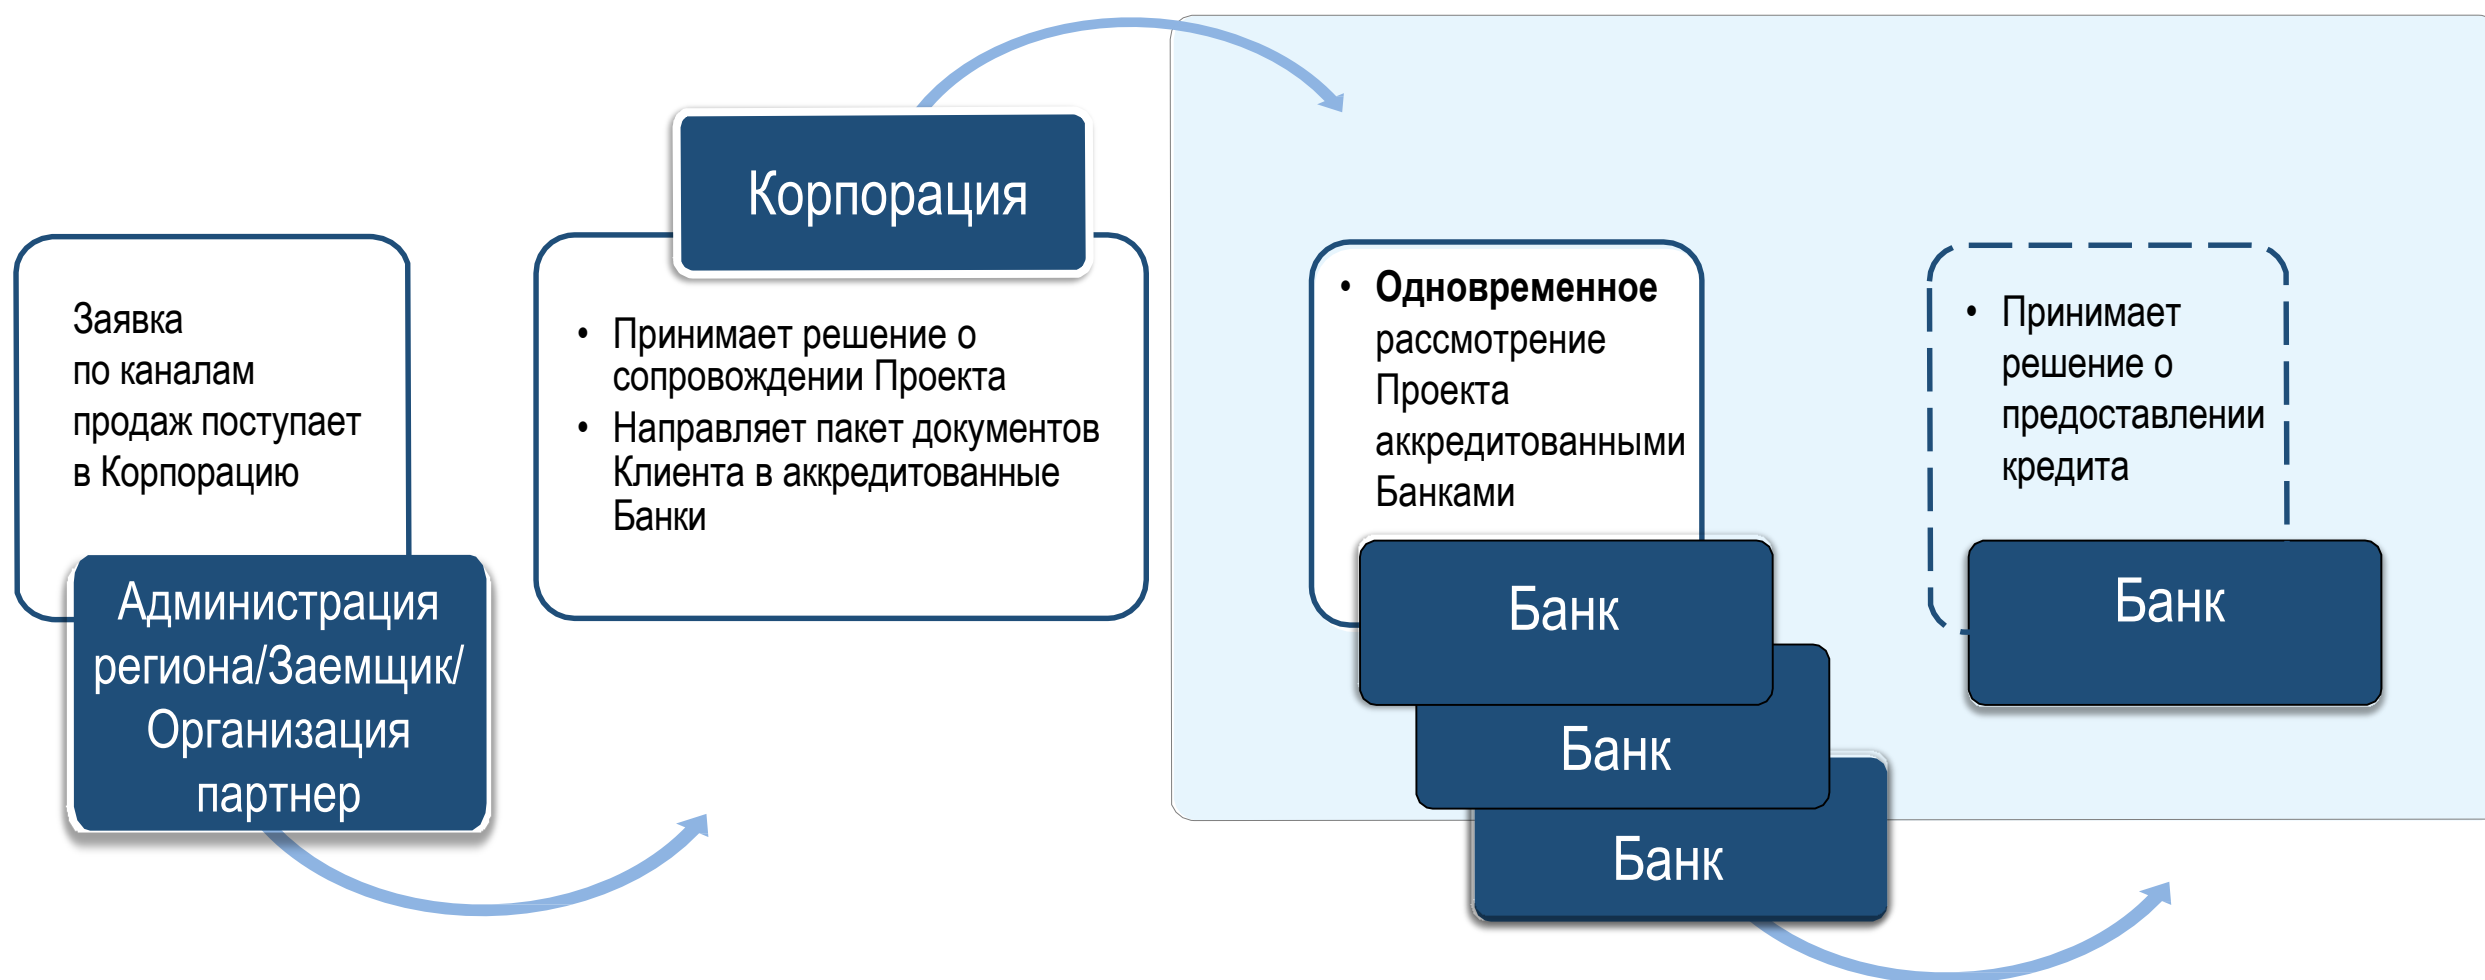 Заявка
по каналам
продаж поступает
в Корпорацию
Администрация
региона/Заемщик/
Организация
партнер
Корпорация
• Принимает решение о
сопровождении Проекта
• Направляет пакет документов
Клиента в аккредитованные
Банки
• Одновременное
рассмотрение
Проекта
аккредитованными
Банками
Банк
Банк
Банк
• Принимает
решение о
предоставлении
кредита
Банк